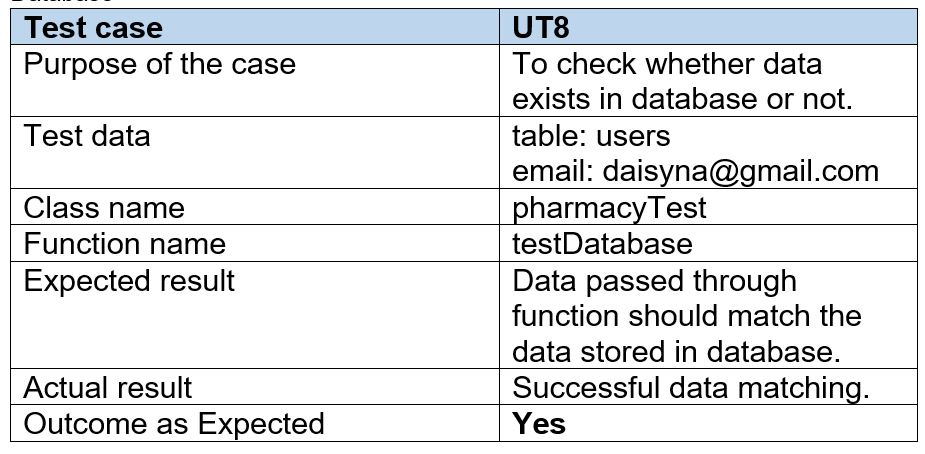 Database
Test case UT8
Purpose of the case To check whether data
exists in database or not.
Test data table: users
email: daisyna@gmail.com
Class name pharmacyTest
Function name testDatabase
Expected result Data passed through
function should match the
data stored in database.
Actual result Successful data matching.
Outcome as Expected Yes